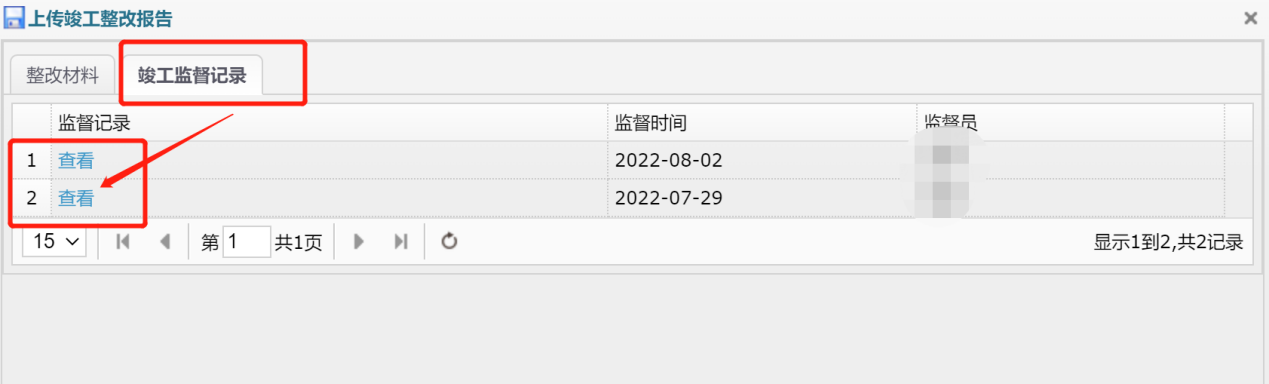 上传竣工整改报告
整改材料 竣工监督记录
监督记录 监督时间 监督员
1 查看 2022-08-02
2 查看 2022-07-29
15 第 1 共1页 显示1到2,共2记录